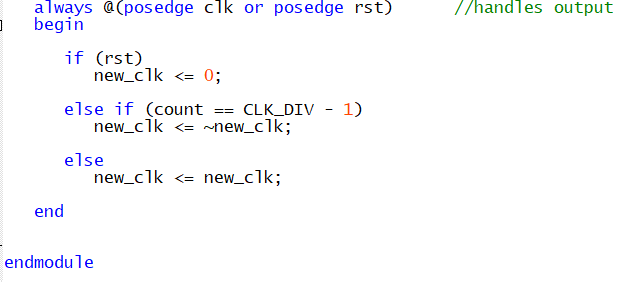 always @(posedge clk or posedge rst) //handles output
begin
if (rst)
new_clk <= 0;
else if (count == CLK_DIV - 1)
new_clk <= ~new_clk;
else
new_clk <= new_clk;
end
endmodule